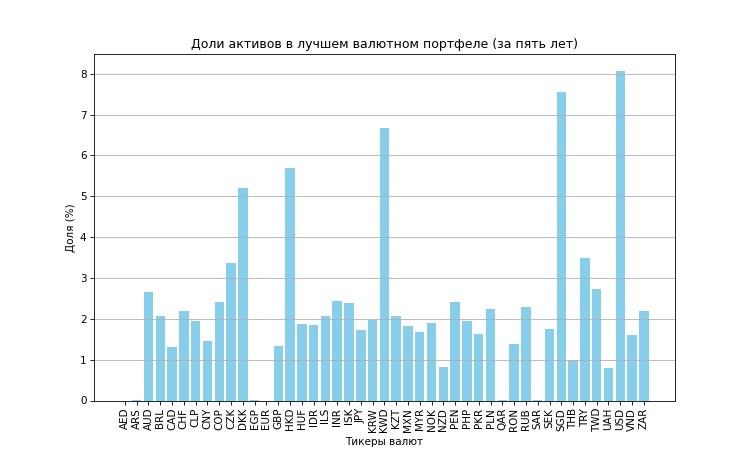 Доли активов в лучшем валютном портфеле (за пять лет)
8
7
6
5
4
3
2
1
0
Доля (%)
AED ARS AUD BRL CAD CHF CLP CNY COP CZK DKK EGP EUR GBP HKD HUF IDR ILS INR ISK JPY KRW KWD KZT MXN MYR NOK NZD PEN PHP PKR PLN QAR RON RUB SAR SEK SGD THB TRY TWD UAH USD VND ZAR
Тикеры валют